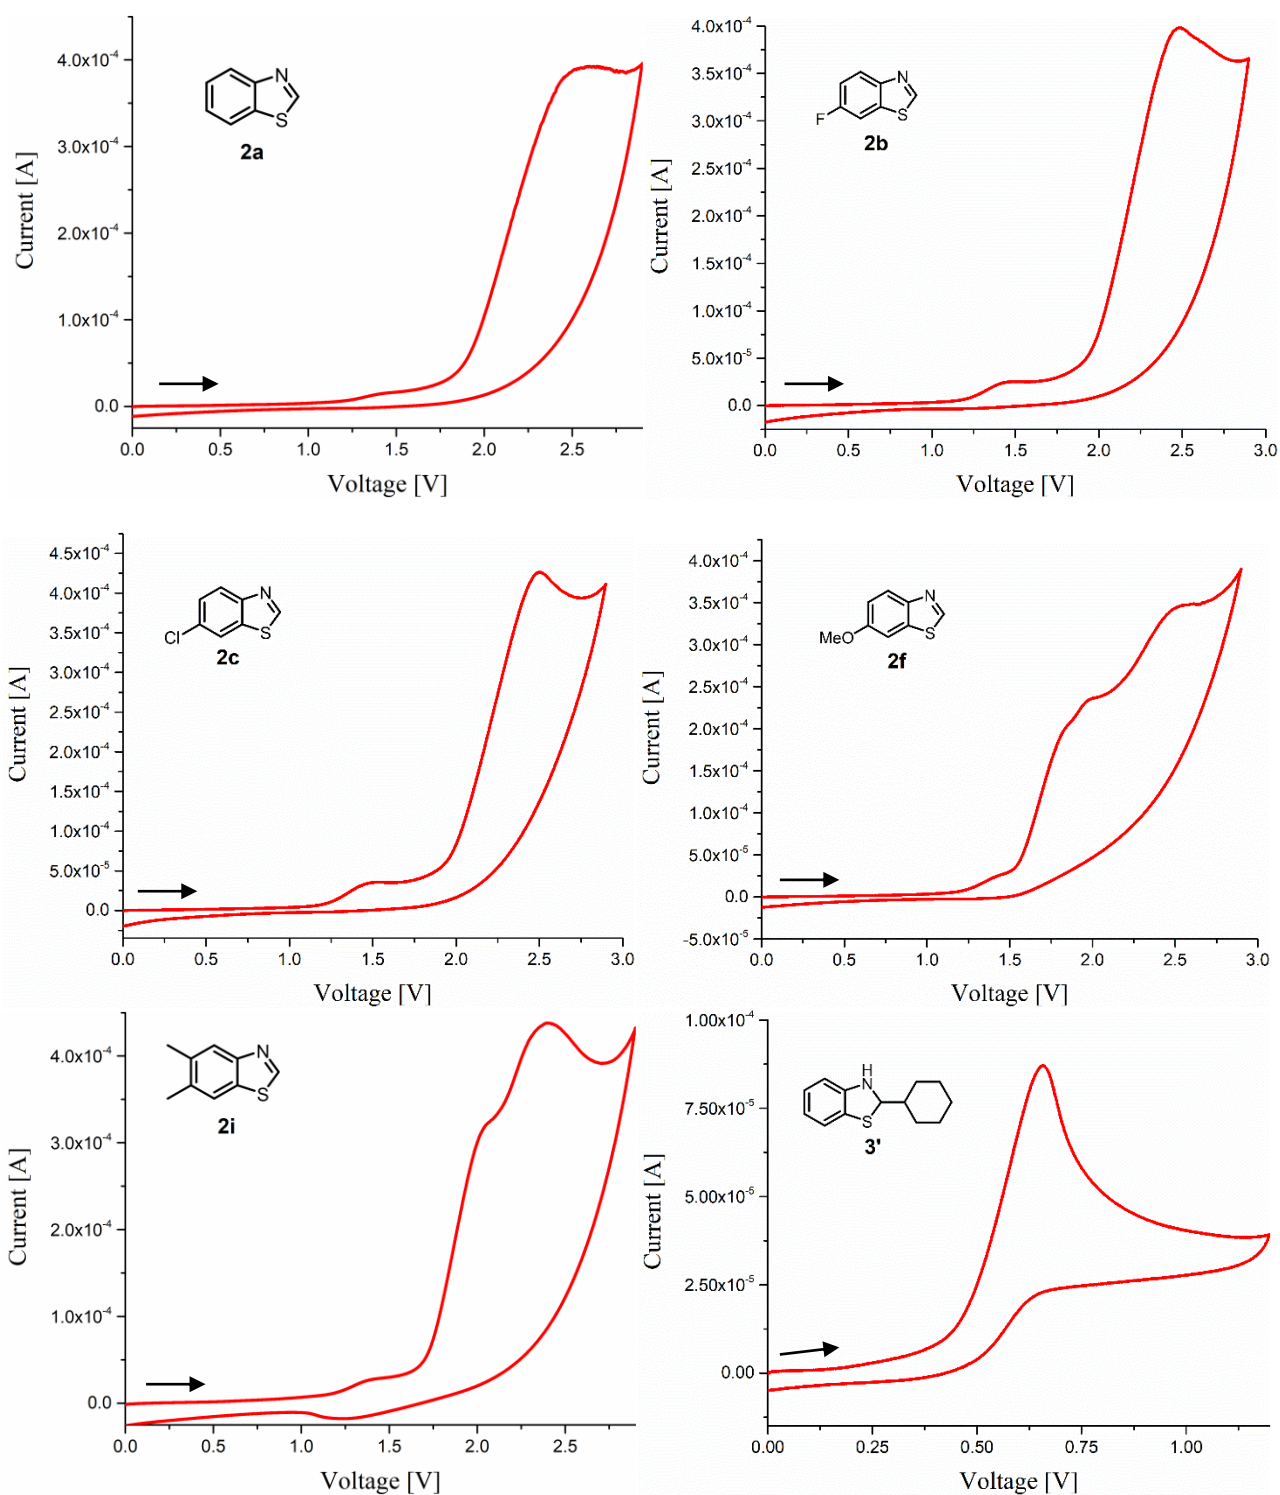 4.0x10⁻⁴
3.0x10⁻⁴
2.0x10⁻⁴
1.0x10⁻⁴
0.0
Current [A]
N
S
2a
0.0 0.5 1.0 1.5 2.0 2.5
Voltage [V]
4.0x10⁻⁴
3.5x10⁻⁴
3.0x10⁻⁴
2.5x10⁻⁴
2.0x10⁻⁴
1.5x10⁻⁴
1.0x10⁻⁴
5.0x10⁻⁵
0.0
Current [A]
N
F
S
2b
0.0 0.5 1.0 1.5 2.0 2.5 3.0
Voltage [V]
4.5x10⁻⁴
4.0x10⁻⁴
3.5x10⁻⁴
3.0x10⁻⁴
2.5x10⁻⁴
2.0x10⁻⁴
1.5x10⁻⁴
1.0x10⁻⁴
5.0x10⁻⁵
0.0
Current [A]
N
Cl
S
2c
0.0 0.5 1.0 1.5 2.0 2.5 3.0
Voltage [V]
4.0x10⁻⁴
3.5x10⁻⁴
3.0x10⁻⁴
2.5x10⁻⁴
2.0x10⁻⁴
1.5x10⁻⁴
1.0x10⁻⁴
5.0x10⁻⁵
0.0
-5.0x10⁻⁵
Current [A]
N
MeO
S
2f
0.0 0.5 1.0 1.5 2.0 2.5 3.0
Voltage [V]
4.0x10⁻⁴
3.0x10⁻⁴
2.0x10⁻⁴
1.0x10⁻⁴
0.0
Current [A]
N
S
2i
0.0 0.5 1.0 1.5 2.0 2.5
Voltage [V]
1.00x10⁻⁴
7.50x10⁻⁵
5.00x10⁻⁵
2.50x10⁻⁵
0.00
Current [A]
H
N
S
3'
0.00 0.25 0.50 0.75 1.00
Voltage [V]